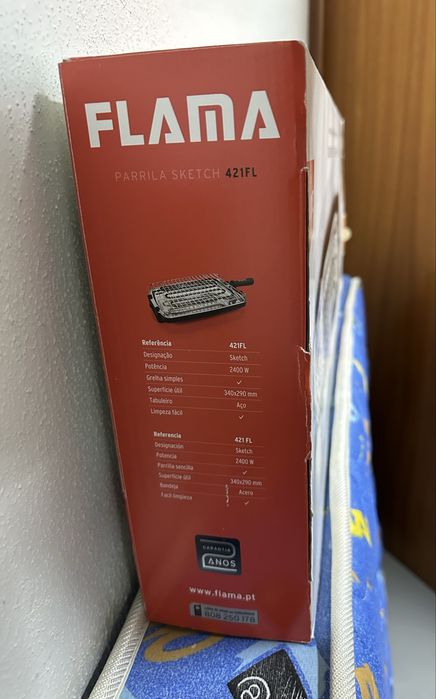 FLAMA
PARRILA SKETCH 421FL
Referência 421FL
Designação Sketch
Potência 2400 W
Grelha simples ✓
Superfície útil 340x290 mm
Tabuleiro Aço
Limpeza fácil ✓
Referencia 421 FL
Designación Sketch
Potencia 2400 W
Parrilla sencilla ✓
Superficie útil 340x290 mm
Bandeja Acero
Facil limpieza ✓
GARANTIA
2 ANOS
www.flama.pt
808 250 178